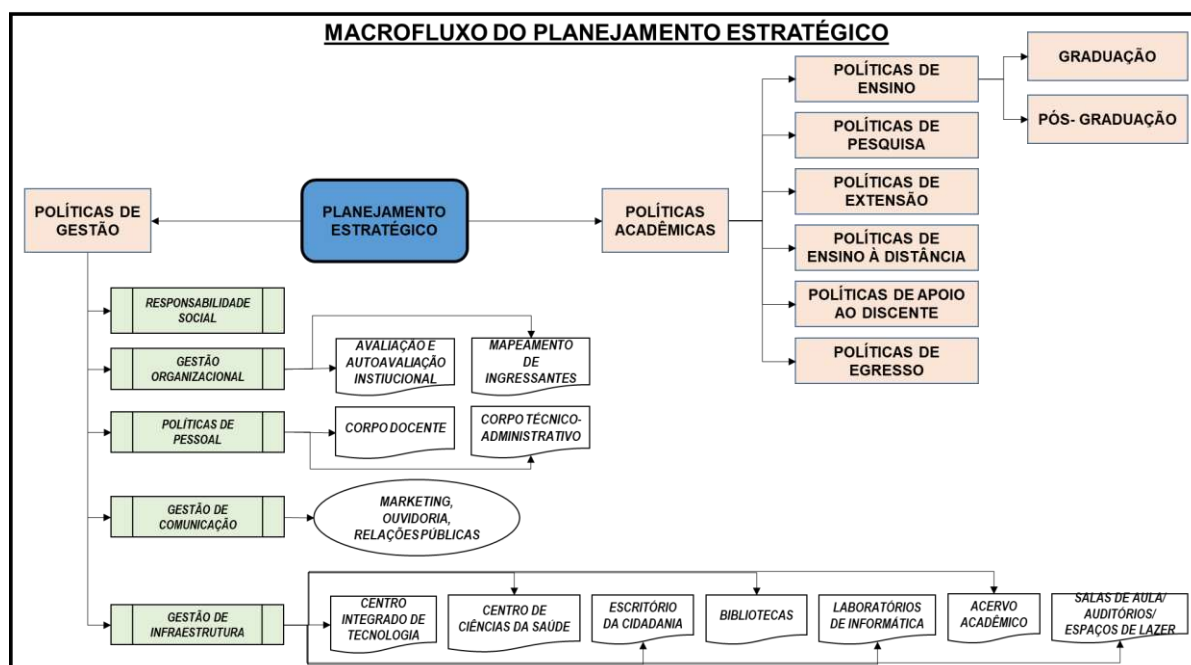 MACROFLUXO DO PLANEJAMENTO ESTRATÉGICO
POLÍTICAS DE
GESTÃO
PLANEJAMENTO
ESTRATÉGICO
POLÍTICAS
ACADÊMICAS
POLÍTICAS DE
ENSINO
GRADUAÇÃO
PÓS- GRADUAÇÃO
POLÍTICAS DE
PESQUISA
POLÍTICAS DE
EXTENSÃO
POLÍTICAS DE
ENSINO À DISTÂNCIA
POLÍTICAS DE APOIO
AO DISCENTE
POLÍTICAS DE
EGRESSO
RESPONSABILIDADE
SOCIAL
GESTÃO
ORGANIZACIONAL
AVALIAÇÃO E
AUTOAVALIAÇÃO
INSTIUCIONAL
MAPEAMENTO
DE
INGRESSANTES
POLÍTICAS DE
PESSOAL
CORPO DOCENTE
CORPO TÉCNICO-
ADMINISTRATIVO
GESTÃO DE
COMUNICAÇÃO
MARKETING,
OUVIDORIA,
RELAÇÕES PÚBLICAS
GESTÃO DE
INFRAESTRUTURA
CENTRO
INTEGRADO DE
TECNOLOGIA
CENTRO DE
CIÊNCIAS DA SAÚDE
ESCRITÓRIO
DA CIDADANIA
BIBLIOTECAS
LABORATÓRIOS
DE INFORMÁTICA
ACERVO
ACADÊMICO
SALAS DE AULA/
AUDITÓRIOS/
ESPAÇOS DE LAZER